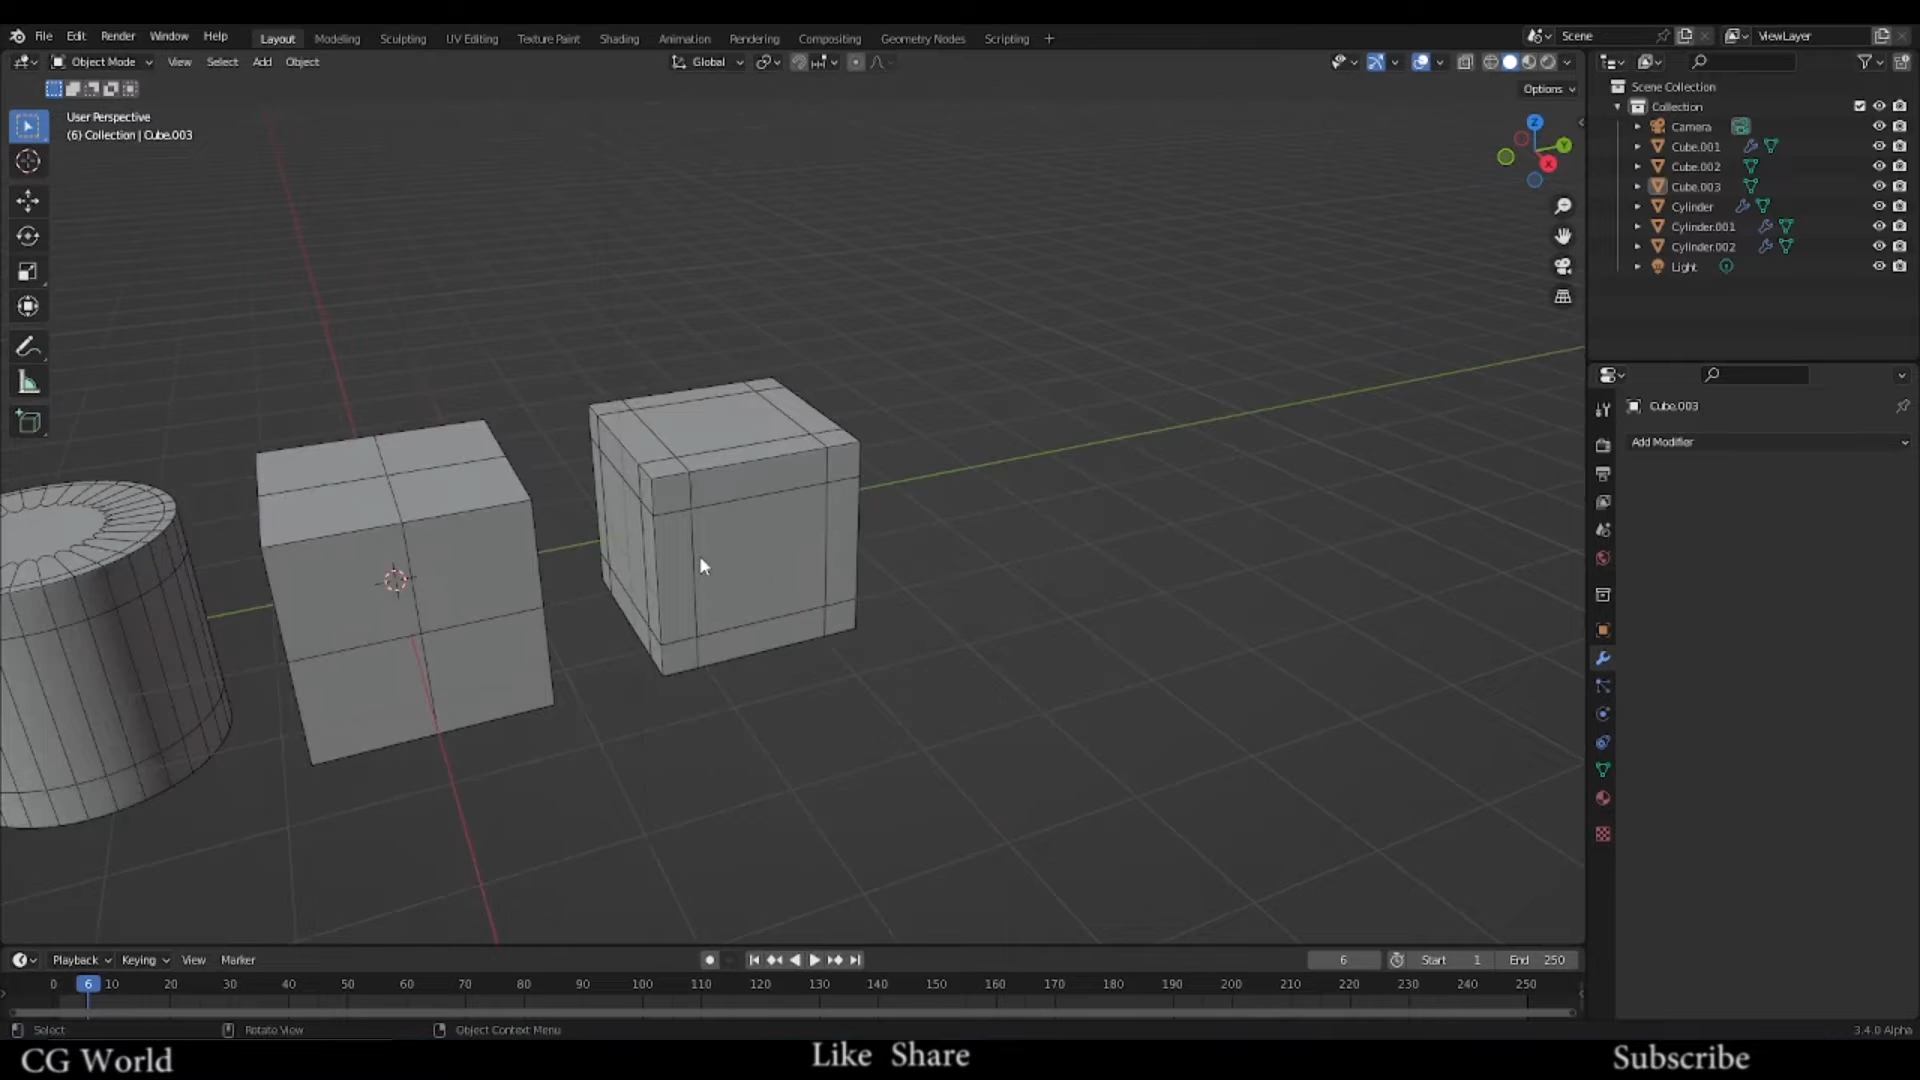 File Edit Render Window Help Layout Modeling Sculpting UV Editing Texture Paint Shading Animation Rendering Compositing Geometry Nodes Scripting + Scene ViewLayer
Object Mode View Select Add Object Global
Options
User Perspective
(6) Collection | Cube.003
Z
Y
X
Scene Collection
Collection
Camera
Cube.001
Cube.002
Cube.003
Cylinder
Cylinder.001
Cylinder.002
Light
Cube.003
Add Modifier
Playback Keying View Marker 6 Start 1 End 250
0 6 10 20 30 40 50 60 70 80 90 100 110 120 130 140 150 160 170 180 190 200 210 220 230 240 250
Select Rotate View Object Context Menu 3.4.0 Alpha
CG World Like Share Subscribe